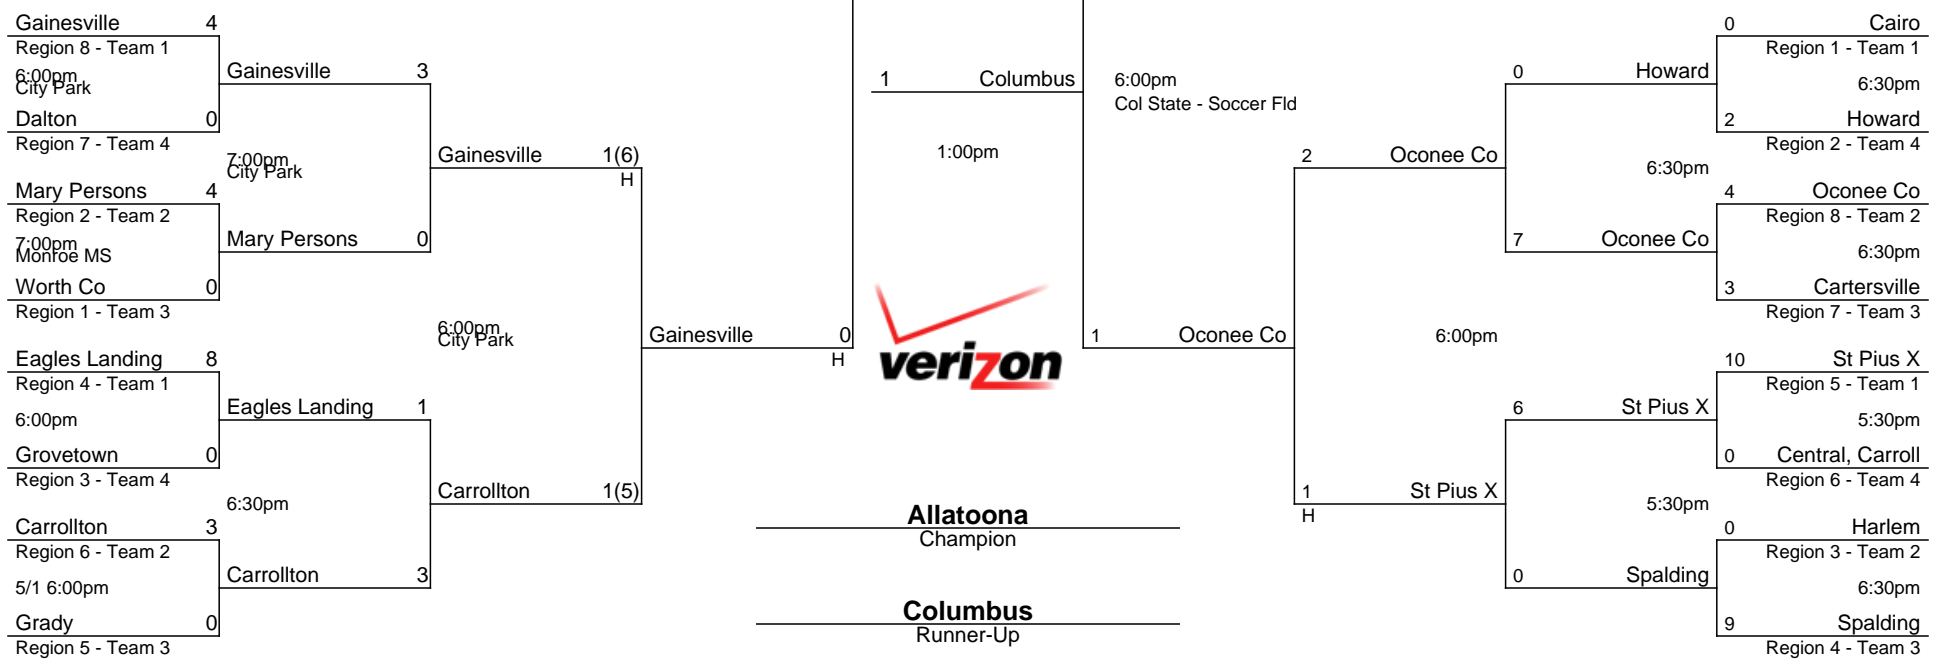 Gainesville 4
Region 8 - Team 1
6:00pm
City Park
Dalton 0
Region 7 - Team 4
Mary Persons 4
Region 2 - Team 2
7:00pm
Monroe MS
Worth Co 0
Region 1 - Team 3
Eagles Landing 8
Region 4 - Team 1
6:00pm
Grovetown 0
Region 3 - Team 4
Carrollton 3
Region 6 - Team 2
5/1 6:00pm
Grady 0
Region 5 - Team 3
Gainesville 3
7:00pm
City Park
Mary Persons 0
Eagles Landing 1
6:30pm
Carrollton 3
Gainesville 1(6)
H
6:00pm
City Park
Carrollton 1(5)
Gainesville 0
H
1 Columbus
1:00pm
verizon
Allatoona
Champion
Columbus
Runner-Up
6:00pm
Col State - Soccer Fld
1 Oconee Co
2 Oconee Co
6:00pm
1 St Pius X
H
0 Howard
6:30pm
7 Oconee Co
6 St Pius X
5:30pm
0 Spalding
0 Cairo
Region 1 - Team 1
6:30pm
2 Howard
Region 2 - Team 4
4 Oconee Co
Region 8 - Team 2
6:30pm
3 Cartersville
Region 7 - Team 3
10 St Pius X
Region 5 - Team 1
5:30pm
0 Central, Carroll
Region 6 - Team 4
0 Harlem
Region 3 - Team 2
6:30pm
9 Spalding
Region 4 - Team 3